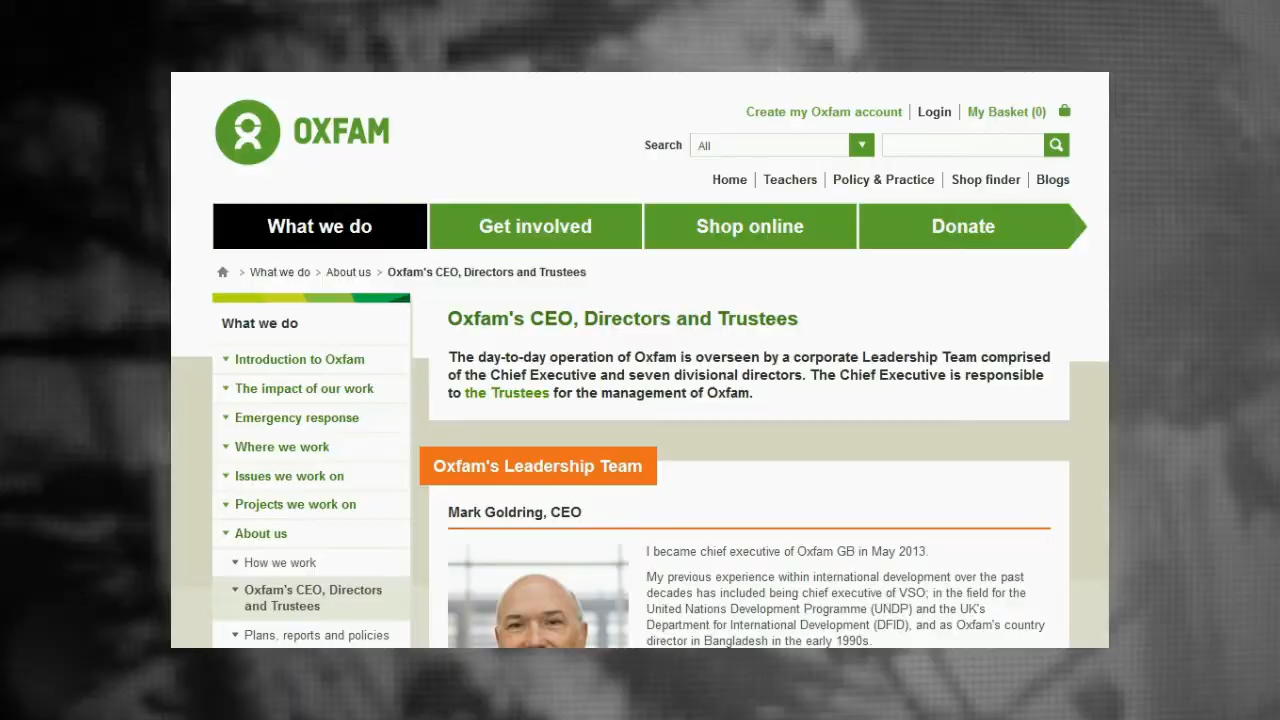 OXFAM
Create my Oxfam account Login My Basket (0)
Search All
Home Teachers Policy & Practice Shop finder Blogs
What we do Get involved Shop online Donate
> What we do > About us > Oxfam's CEO, Directors and Trustees
What we do
Introduction to Oxfam
The impact of our work
Emergency response
Where we work
Issues we work on
Projects we work on
About us
How we work
Oxfam's CEO, Directors
and Trustees
Plans, reports and policies
Oxfam's CEO, Directors and Trustees
The day-to-day operation of Oxfam is overseen by a corporate Leadership Team comprised
of the Chief Executive and seven divisional directors. The Chief Executive is responsible
to the Trustees for the management of Oxfam.
Oxfam's Leadership Team
Mark Goldring, CEO
I became chief executive of Oxfam GB in May 2013.
My previous experience within international development over the past
decades has included being chief executive of VSO; in the field for the
United Nations Development Programme (UNDP) and the UK's
Department for International Development (DFID), and as Oxfam's country
director in Bangladesh in the early 1990s.